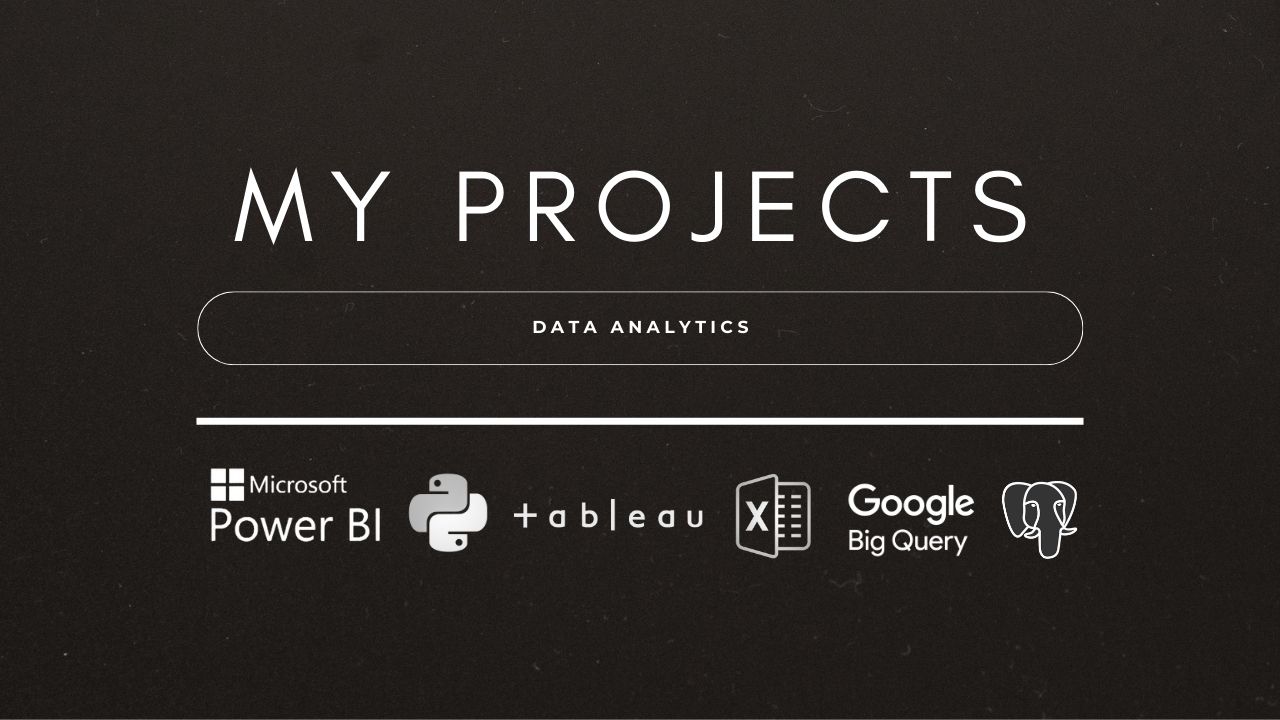 MY PROJECTS
DATA ANALYTICS
Microsoft
Power BI
+ableau
X
Google
Big Query